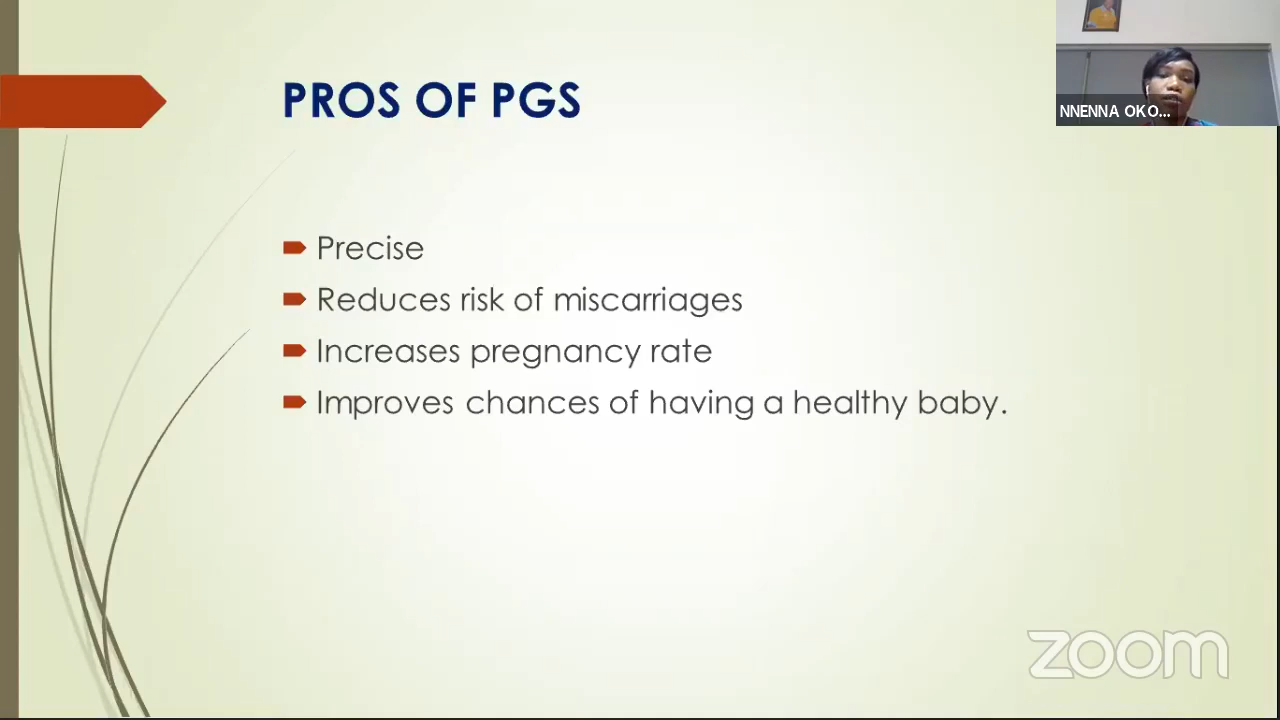 PROS OF PGS
NNENNA OKO...
Precise
Reduces risk of miscarriages
Increases pregnancy rate
Improves chances of having a healthy baby.
zoom